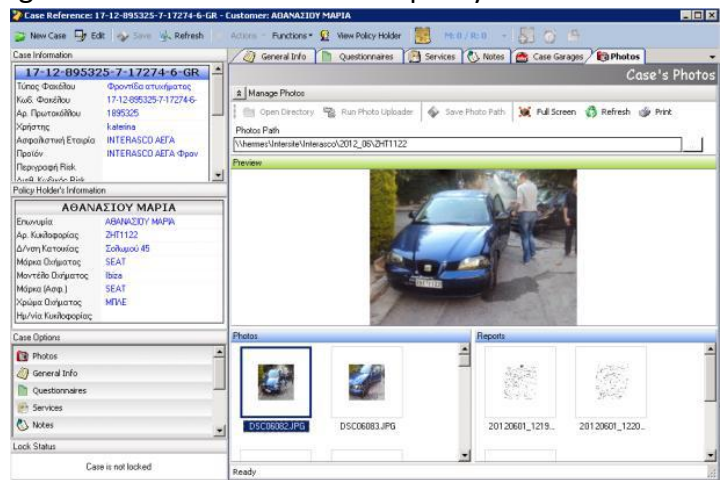 Case Reference: 17-12-895325-7-17274-6-GR - Customer: ΑΘΑΝΑΣΙΟΥ ΜΑΡΙΑ
New Case Edit Save Refresh Actions Functions View Policy Holder M: 0 / R: 0
Case Information
17-12-895325-7-17274-6-GR
Τύπος Φακέλου Φροντίδα ατυχήματος
Κωδ. Φακέλου 17-12-895325-7-17274-6-
Αρ. Πρωτοκόλλου 1895325
Χρήστης katerina
Ασφαλιστική Εταιρία INTERASCO ΑΕΓΑ
Προϊόν INTERASCO ΑΕΓΑ Φρον
Περιγραφή Risk
Policy Holder's Information
ΑΘΑΝΑΣΙΟΥ ΜΑΡΙΑ
Επωνυμία ΑΘΑΝΑΣΙΟΥ ΜΑΡΙΑ
Αρ. Κυκλοφορίας ZHT1122
Δ/νση Κατοικίας Σολωμού 45
Μάρκα Οχήματος SEAT
Μοντέλο Οχήματος Ibiza
Μάρκα (Ασφ.) SEAT
Χρώμα Οχήματος ΜΠΛΕ
Ημ/νία Κυκλοφορίας
Case Options
Photos
General Info
Questionnaires
Services
Notes
Lock Status
Case is not locked
General Info Questionnaires Services Notes Case Garages Photos
Case's Photos
Manage Photos
Open Directory Run Photo Uploader Save Photo Path Full Screen Refresh Print
Photos Path
\\hermes\Intersite\Interasco\2012_06\ZHT1122
Preview
Photos
DSC06082.JPG DSC06083.JPG
Reports
20120601_1219... 20120601_1220...
Ready